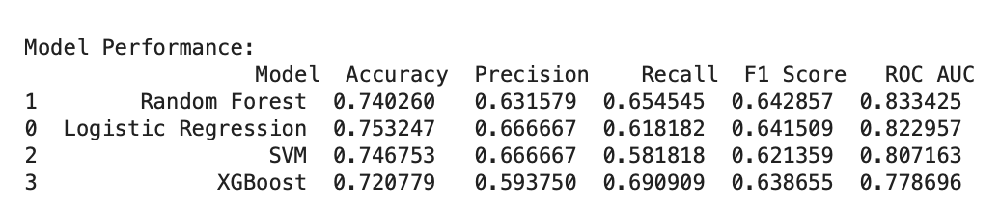 Model Performance:
Model Accuracy Precision Recall F1 Score ROC AUC
1 Random Forest 0.740260 0.631579 0.654545 0.642857 0.833425
0 Logistic Regression 0.753247 0.666667 0.618182 0.641509 0.822957
2 SVM 0.746753 0.666667 0.581818 0.621359 0.807163
3 XGBoost 0.720779 0.593750 0.690909 0.638655 0.778696